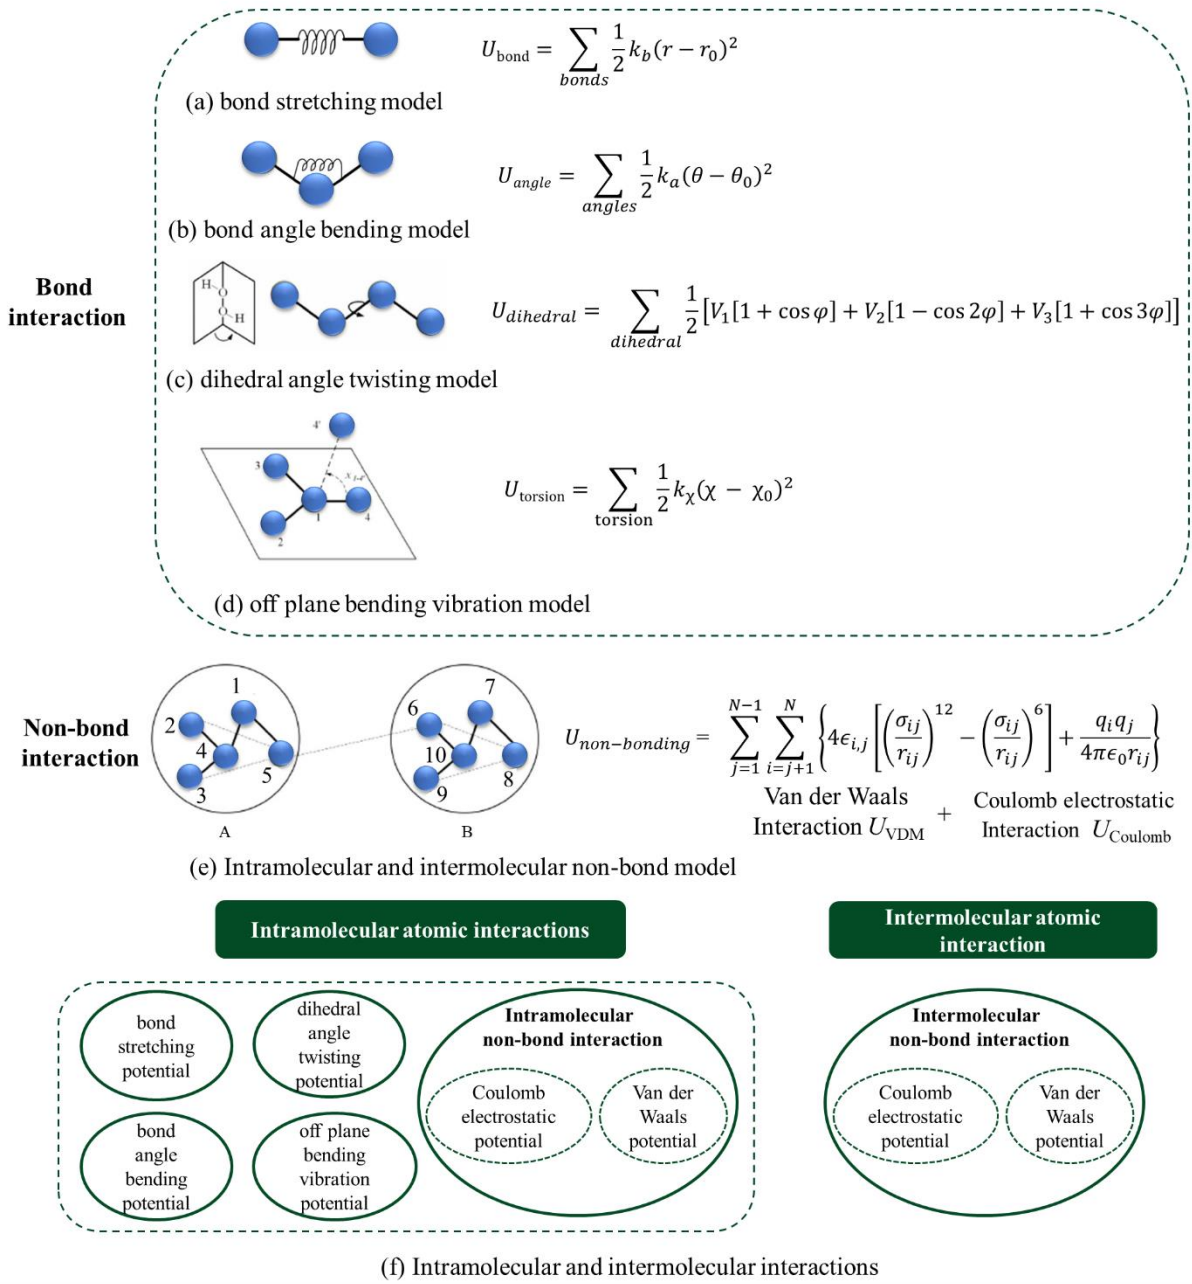 U_bond = ∑_bonds 1/2 k_b(r − r_0)^2
(a) bond stretching model
U_angle = ∑_angles 1/2 k_a(θ − θ_0)^2
(b) bond angle bending model
Bond
interaction
H
O
O
H
U_dihedral = ∑_dihedral 1/2 [V_1[1 + cos φ] + V_2[1 − cos 2φ] + V_3[1 + cos 3φ]]
(c) dihedral angle twisting model
4'
3
1
4
2
U_torsion = ∑_torsion 1/2 k_χ(χ − χ_0)^2
(d) off plane bending vibration model
Non-bond
interaction
1
2
4
3
5
A
7
6
10
9
8
B
U_non−bonding = ∑_{j=1}^{N−1} ∑_{i=j+1}^{N} {4ϵ_{i,j} [(σ_ij/r_ij)^12 − (σ_ij/r_ij)^6] + q_i q_j/4πϵ_0 r_ij}
Van der Waals
Interaction U_VDM
+
Coulomb electrostatic
Interaction U_Coulomb
(e) Intramolecular and intermolecular non-bond model
Intramolecular atomic interactions
Intermolecular atomic
interaction
bond
stretching
potential
dihedral
angle
twisting
potential
bond
angle
bending
potential
off plane
bending
vibration
potential
Intramolecular
non-bond interaction
Coulomb
electrostatic
potential
Van der
Waals
potential
Intermolecular
non-bond interaction
Coulomb
electrostatic
potential
Van der
Waals
potential
(f) Intramolecular and intermolecular interactions